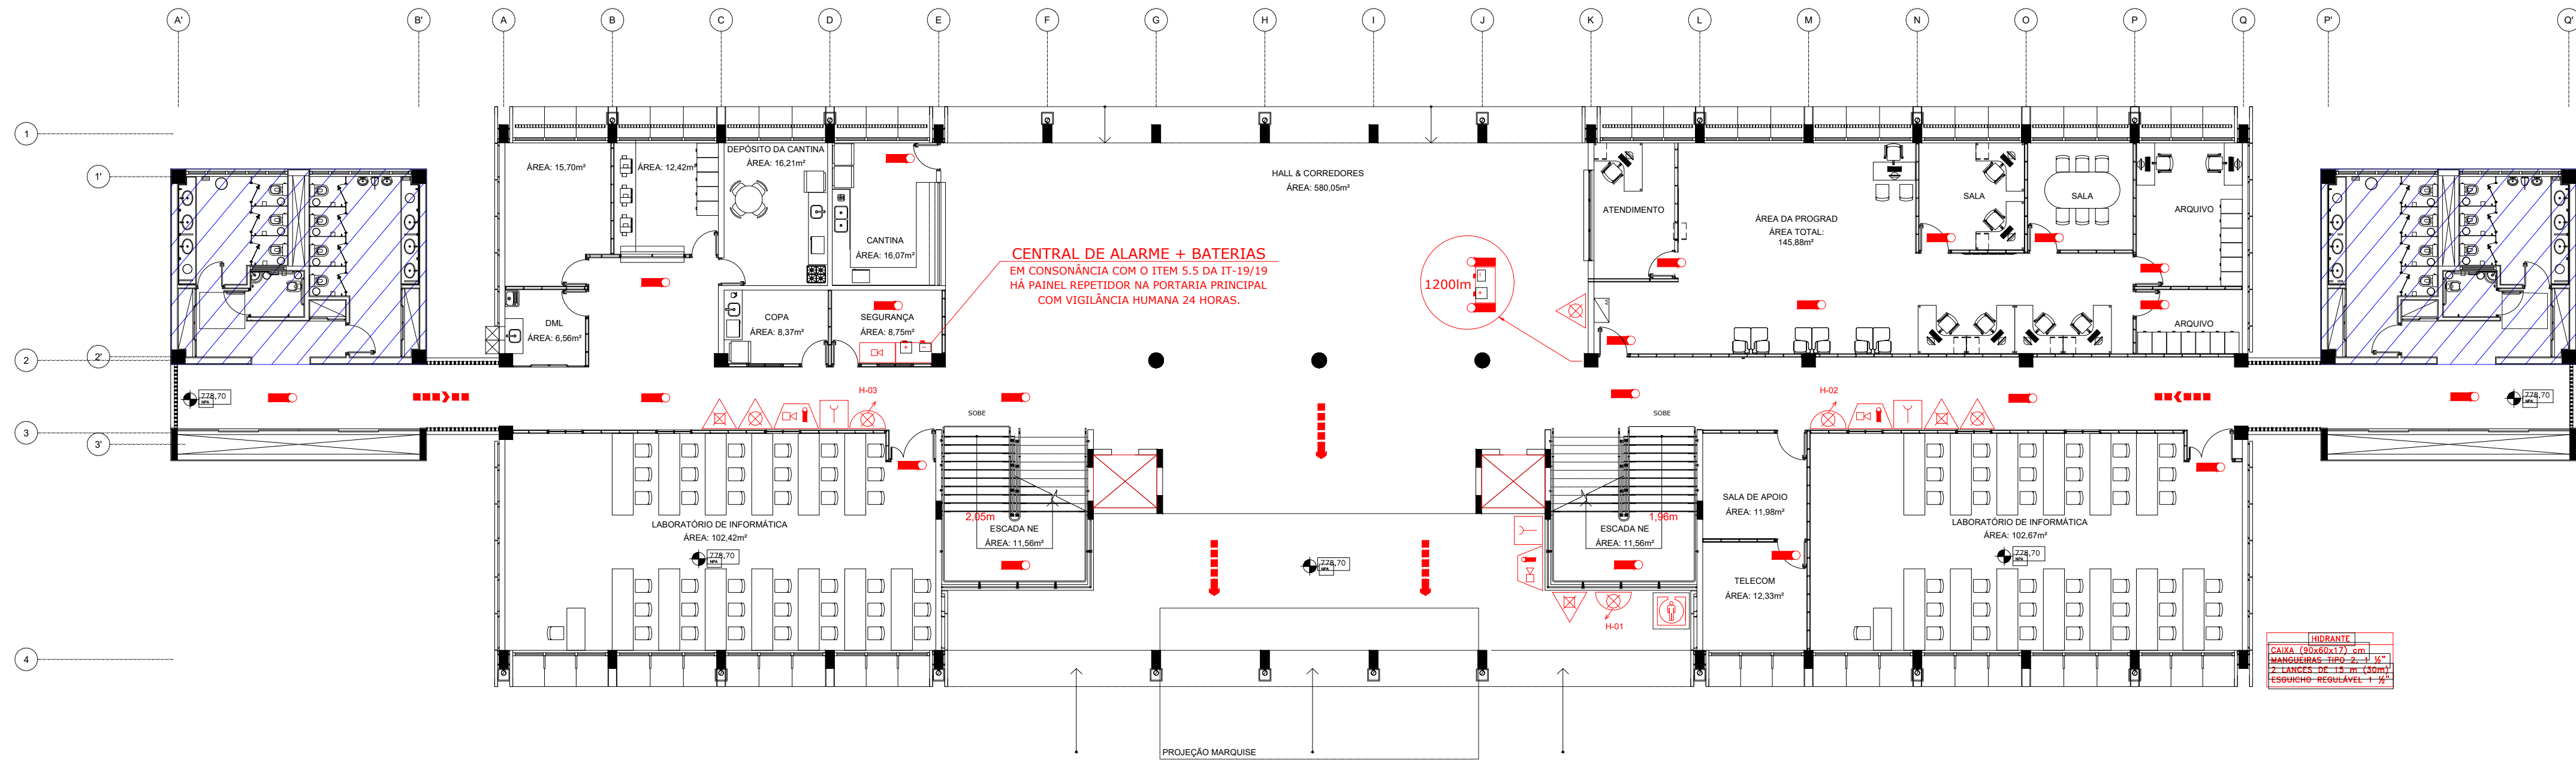 A' B' A B C D E F G H I J K L M N O P Q P' Q'
1
1'
2
2'
3
3'
4
ÁREA: 15,70m²
ÁREA: 12,42m²
DEPÓSITO DA CANTINA
ÁREA: 16,21m²
CANTINA
ÁREA: 16,07m²
HALL & CORREDORES
ÁREA: 580,05m²
CENTRAL DE ALARME + BATERIAS
EM CONSONÂNCIA COM O ITEM 5.5 DA IT-19/19
HÁ PAINEL REPETIDOR NA PORTARIA PRINCIPAL
COM VIGILÂNCIA HUMANA 24 HORAS.
1200lm
ATENDIMENTO
ÁREA DA PROGRAD
ÁREA TOTAL:
145,88m²
SALA
SALA
ARQUIVO
ARQUIVO
DML
ÁREA: 6,56m²
COPA
ÁREA: 8,37m²
SEGURANÇA
ÁREA: 8,75m²
778,70
NPA
H-03
SOBE
SOBE
H-02
778,70
NPA
LABORATÓRIO DE INFORMÁTICA
ÁREA: 102,42m²
778,70
NPA
2,05m
ESCADA NE
ÁREA: 11,56m²
778,70
NPA
1,96m
ESCADA NE
ÁREA: 11,56m²
SALA DE APOIO
ÁREA: 11,98m²
TELECOM
ÁREA: 12,33m²
LABORATÓRIO DE INFORMÁTICA
ÁREA: 102,67m²
778,70
NPA
H-01
HIDRANTE
CAIXA (90x60x17) cm
MANGUEIRAS TIPO 2, 1 ½"
2 LANCES DE 15 m (30m)
ESGUICHO REGULÁVEL 1 ½"
PROJEÇÃO MARQUISE